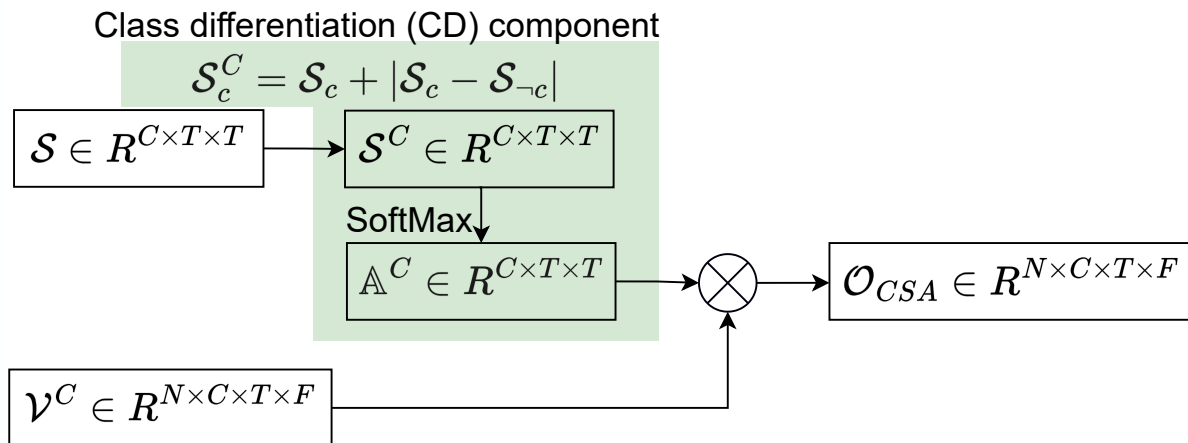 Class differentiation (CD) component
𝒮_c^C = 𝒮_c + |𝒮_c − 𝒮_{¬c}|
𝒮 ∈ R^{C×T×T}
𝒮^C ∈ R^{C×T×T}
SoftMax
𝔸^C ∈ R^{C×T×T}
𝒪_{CSA} ∈ R^{N×C×T×F}
𝒱^C ∈ R^{N×C×T×F}